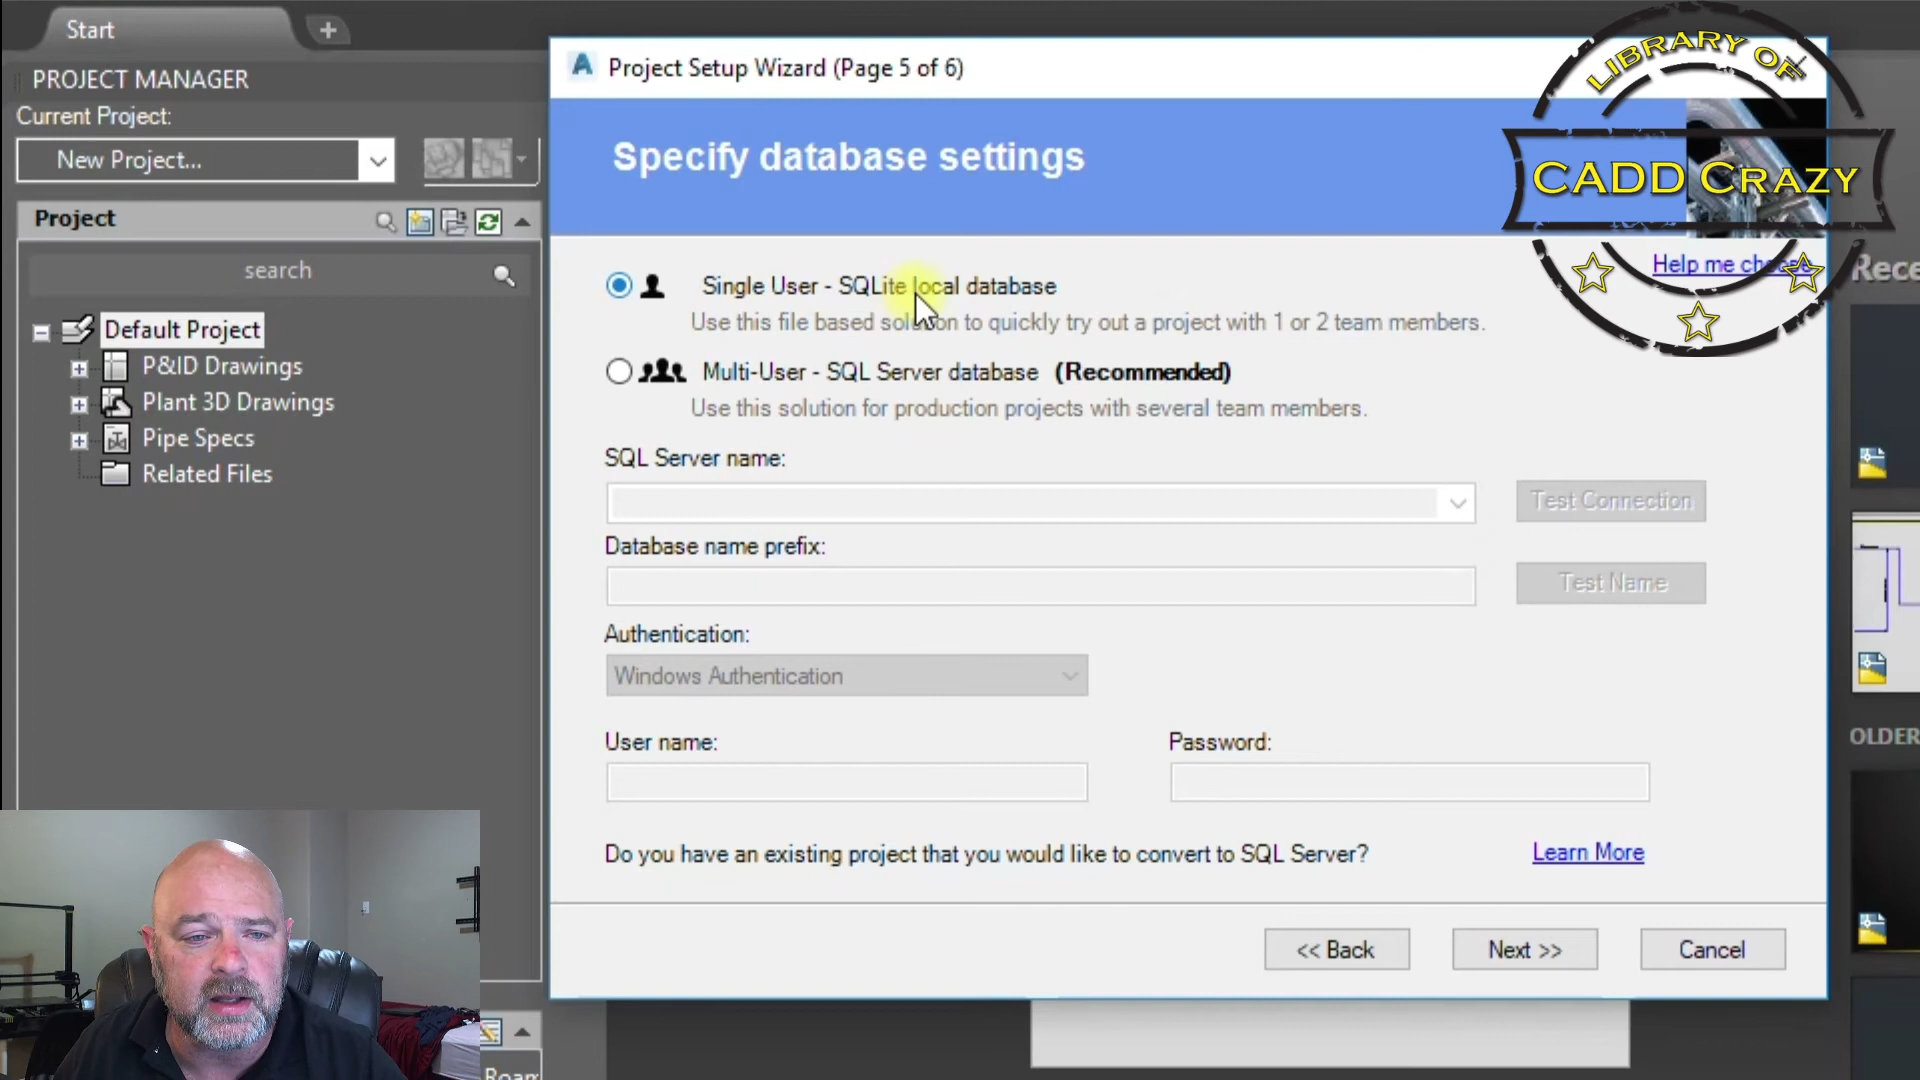 Start
PROJECT MANAGER
Current Project:
New Project...
Project
search
Default Project
P&ID Drawings
Plant 3D Drawings
Pipe Specs
Related Files
Project Setup Wizard (Page 5 of 6)
Specify database settings
LIBRARY OF
CADD CRAZY
Help me choose
Single User - SQLite local database
Use this file based solution to quickly try out a project with 1 or 2 team members.
Multi-User - SQL Server database (Recommended)
Use this solution for production projects with several team members.
SQL Server name:
Test Connection
Database name prefix:
Test Name
Authentication:
Windows Authentication
User name:
Password:
Do you have an existing project that you would like to convert to SQL Server?
Learn More
<< Back
Next >>
Cancel
OLDER